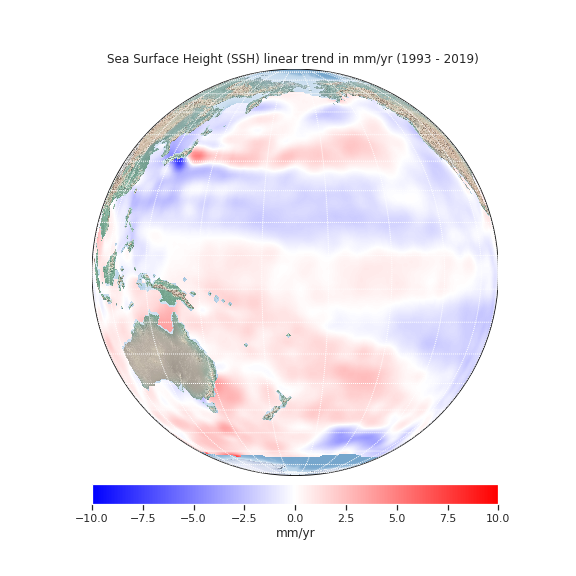 Sea Surface Height (SSH) linear trend in mm/yr (1993 - 2019)
−10.0 −7.5 −5.0 −2.5 0.0 2.5 5.0 7.5 10.0
mm/yr